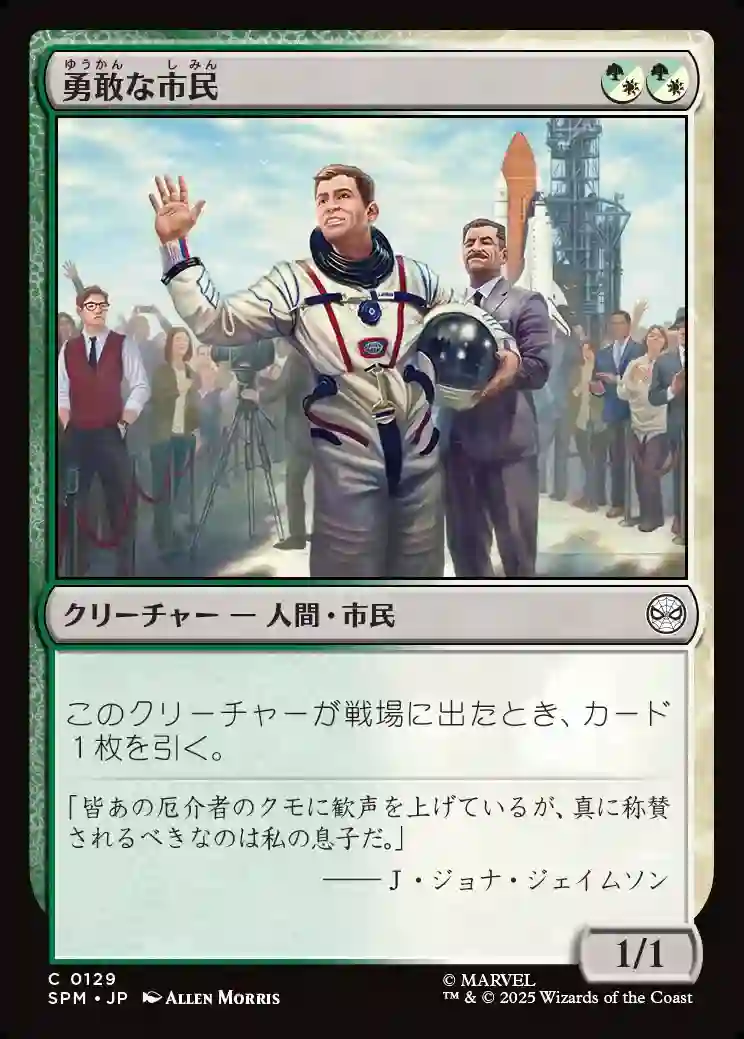 ゆうかん しみん
勇敢な市民
クリーチャー ― 人間・市民
このクリーチャーが戦場に出たとき、カード
１枚を引く。
「皆あの厄介者のクモに歓声を上げているが、真に称賛
されるべきなのは私の息子だ。」
―― J・ジョナ・ジェイムソン
1/1
C 0129
SPM • JP ALLEN MORRIS
© MARVEL
™ & © 2025 Wizards of the Coast